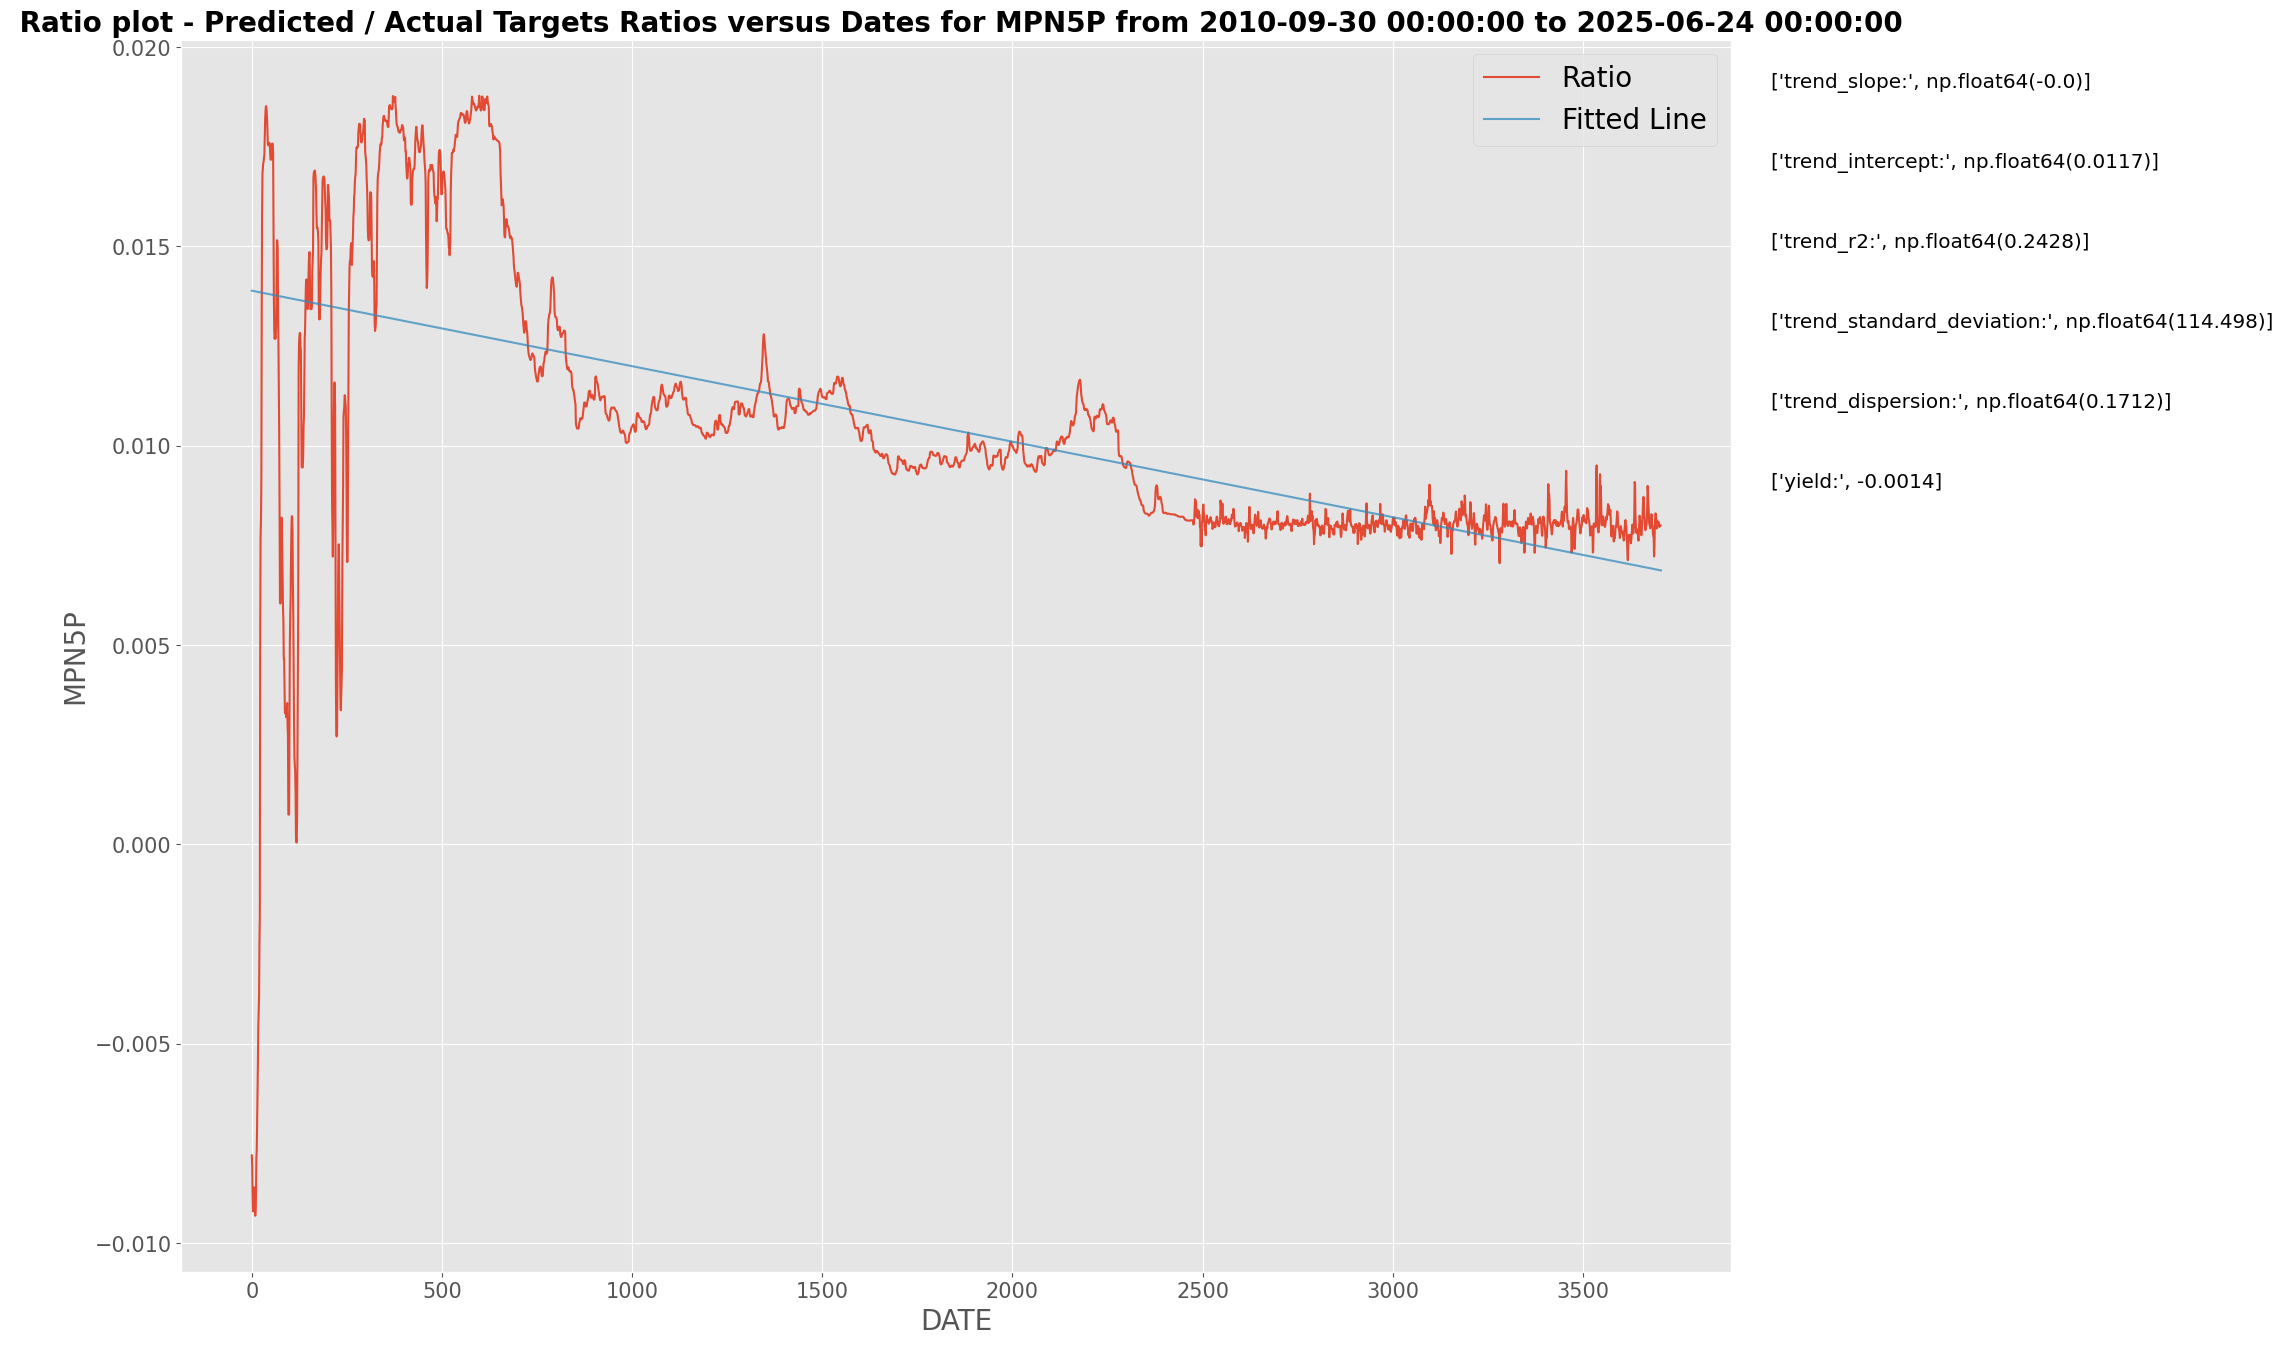 Ratio plot - Predicted / Actual Targets Ratios versus Dates for MPN5P from 2010-09-30 00:00:00 to 2025-06-24 00:00:00
Ratio
Fitted Line
['trend_slope:', np.float64(-0.0)]
['trend_intercept:', np.float64(0.0117)]
['trend_r2:', np.float64(0.2428)]
['trend_standard_deviation:', np.float64(114.498)]
['trend_dispersion:', np.float64(0.1712)]
['yield:', -0.0014]
MPN5P
0.020
0.015
0.010
0.005
0.000
−0.005
−0.010
0 500 1000 1500 2000 2500 3000 3500
DATE